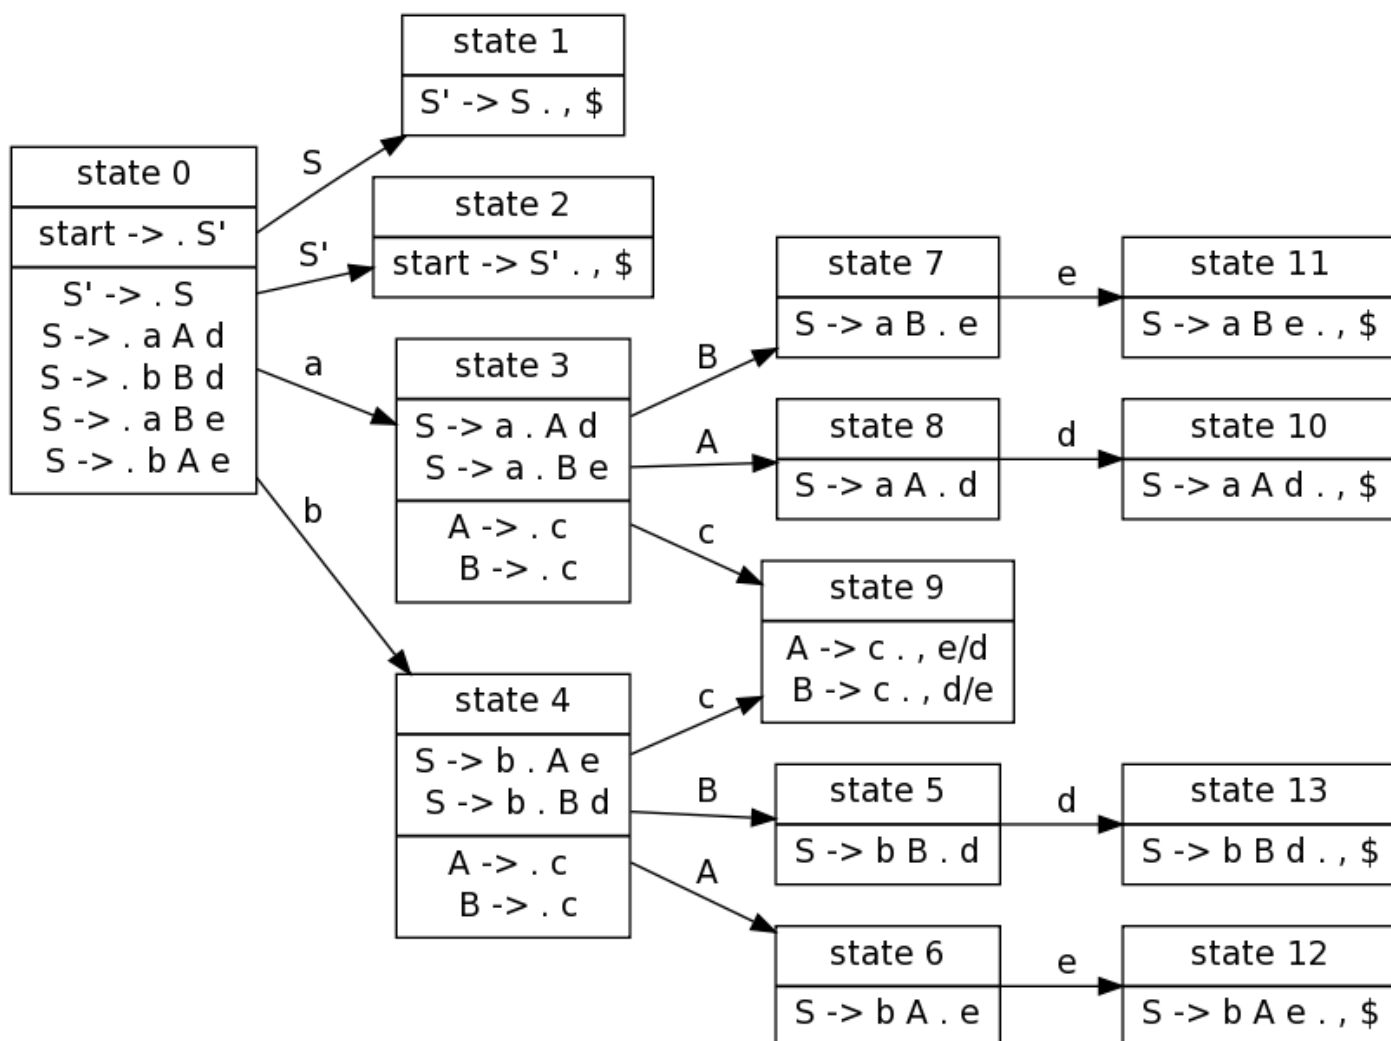 state 1
S' -> S . , $
state 0
start -> . S'
S' -> . S
S -> . a A d
S -> . b B d
S -> . a B e
S -> . b A e
S
S'
a
b
state 2
start -> S' . , $
state 3
S -> a . A d
S -> a . B e
A -> . c
B -> . c
B
A
c
state 4
S -> b . A e
S -> b . B d
A -> . c
B -> . c
c
B
A
state 7
S -> a B . e
e
state 11
S -> a B e . , $
state 8
S -> a A . d
d
state 10
S -> a A d . , $
state 9
A -> c . , e/d
B -> c . , d/e
state 5
S -> b B . d
d
state 13
S -> b B d . , $
state 6
S -> b A . e
e
state 12
S -> b A e . , $